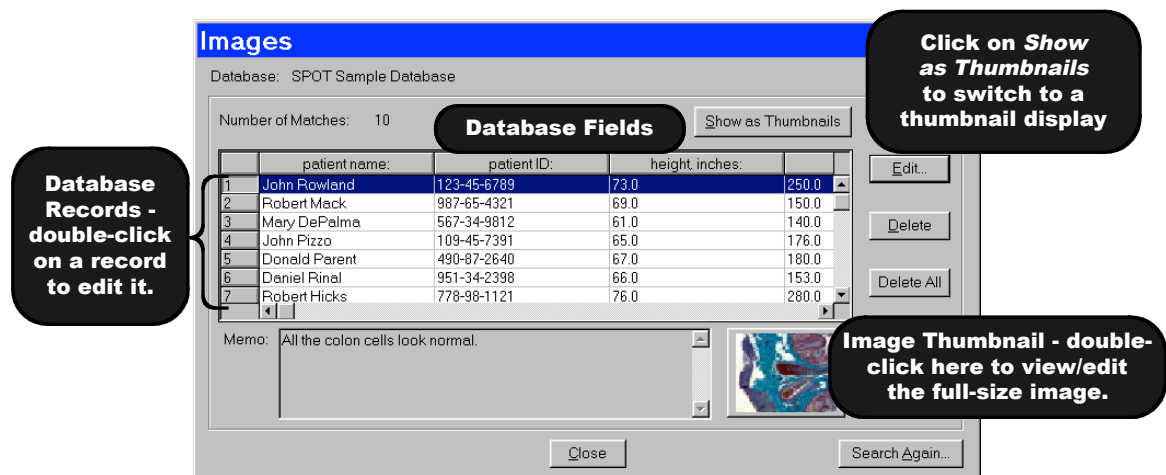 Images
Database: SPOT Sample Database
Click on Show
as Thumbnails
to switch to a
thumbnail display
Number of Matches: 10
Database Fields
Show as Thumbnails
patient name: patient ID: height, inches:
Edit...
Database
Records -
double-click
on a record
to edit it.
1 John Rowland 123-45-6789 73.0 250.0
2 Robert Mack 987-65-4321 69.0 150.0
3 Mary DePalma 567-34-9812 61.0 140.0
4 John Pizzo 109-45-7391 65.0 176.0
5 Donald Parent 490-87-2640 67.0 180.0
6 Daniel Rinal 951-34-2398 66.0 153.0
7 Robert Hicks 778-98-1121 76.0 280.0
Delete
Delete All
Memo: All the colon cells look normal.
Image Thumbnail - double-
click here to view/edit
the full-size image.
Close
Search Again...